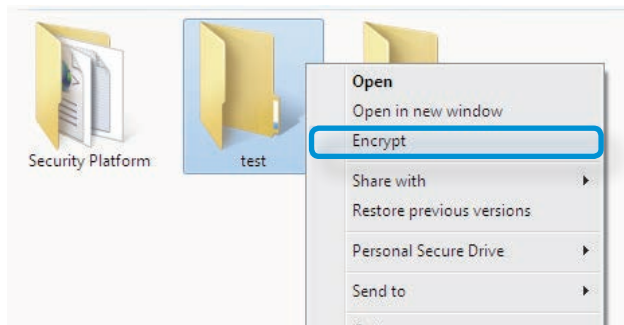 Security Platform
test
Open
Open in new window
Encrypt
Share with
Restore previous versions
Personal Secure Drive
Send to